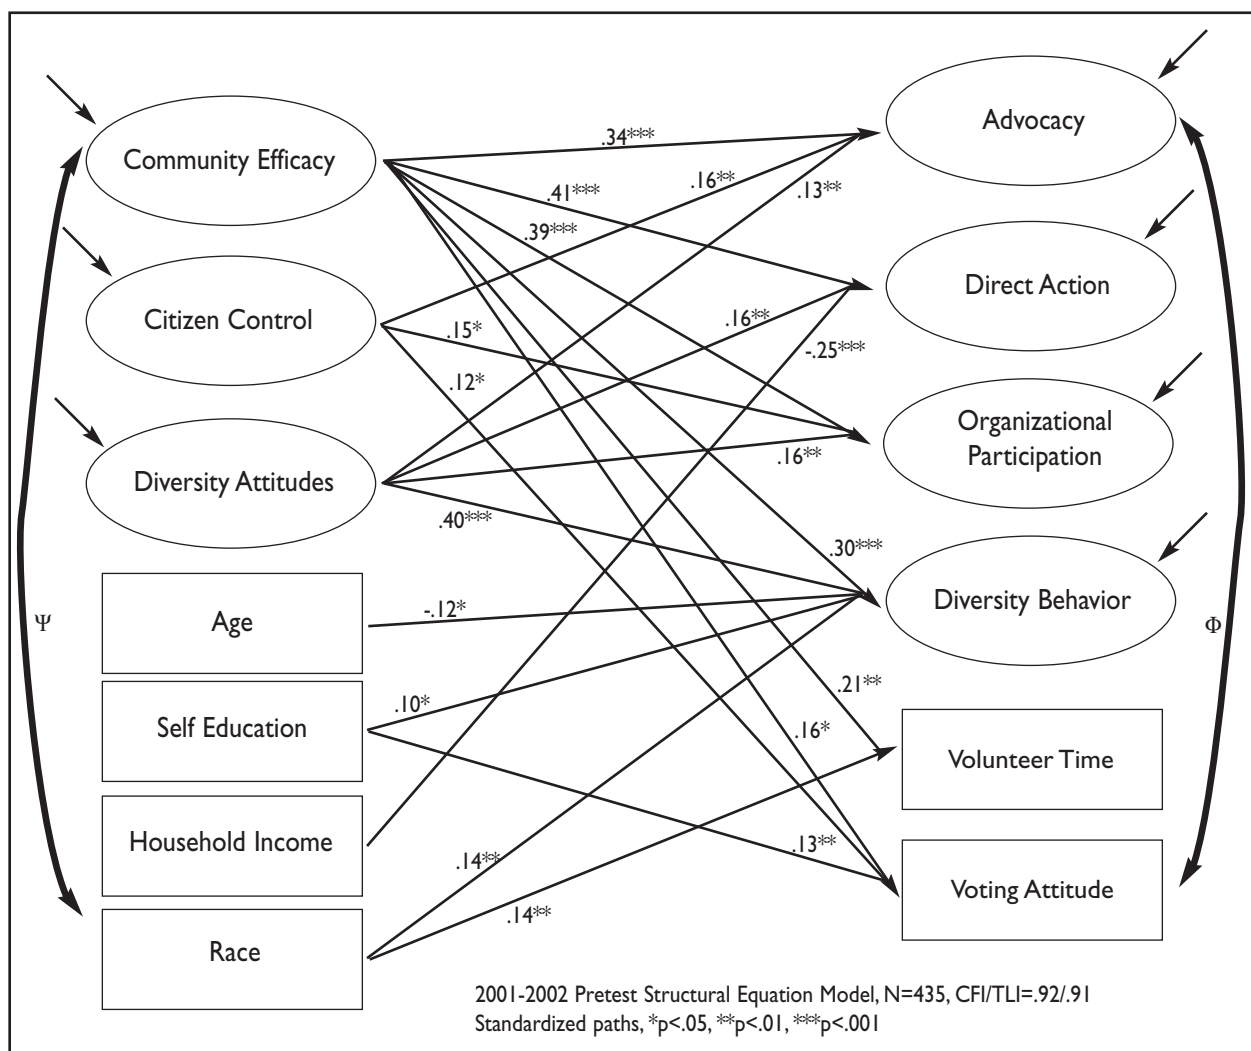 Community Efficacy
Citizen Control
Diversity Attitudes
Age
Self Education
Household Income
Race
Ψ
.34***
.16**
.13**
.41***
.39***
.16**
.15*
-.25***
.12*
.16**
.40***
.30***
-.12*
.21**
.10*
.16*
.13**
.14**
.14**
Advocacy
Direct Action
Organizational
Participation
Diversity Behavior
Volunteer Time
Voting Attitude
Φ
2001-2002 Pretest Structural Equation Model, N=435, CFI/TLI=.92/.91
Standardized paths, *p<.05, **p<.01, ***p<.001